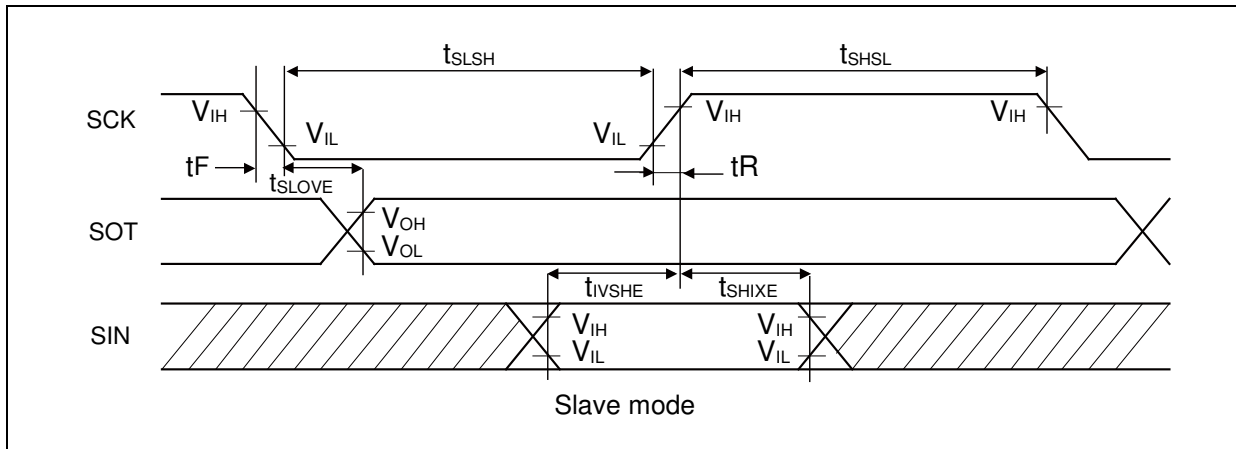 tSLSH
tSHSL
SCK
VIH
VIL
VIL
VIH
VIH
tF
tSLOVE
tR
SOT
VOH
VOL
tIVSHE
tSHIXE
SIN
VIH
VIL
VIH
VIL
Slave mode